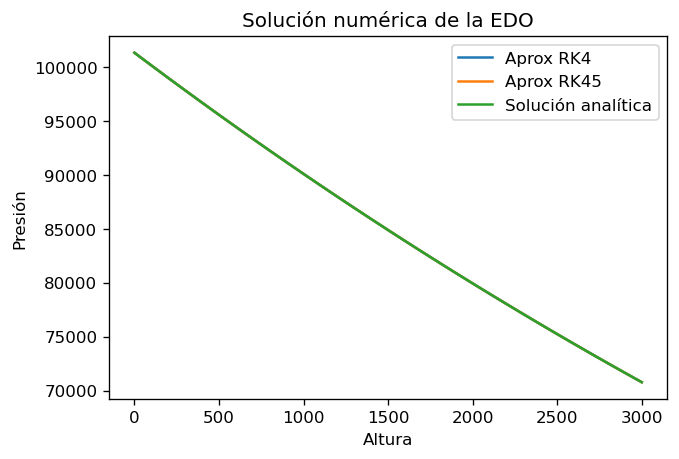 Solución numérica de la EDO
Aprox RK4
Aprox RK45
Solución analítica
100000
95000
90000
85000
80000
75000
70000
Presión
0 500 1000 1500 2000 2500 3000
Altura